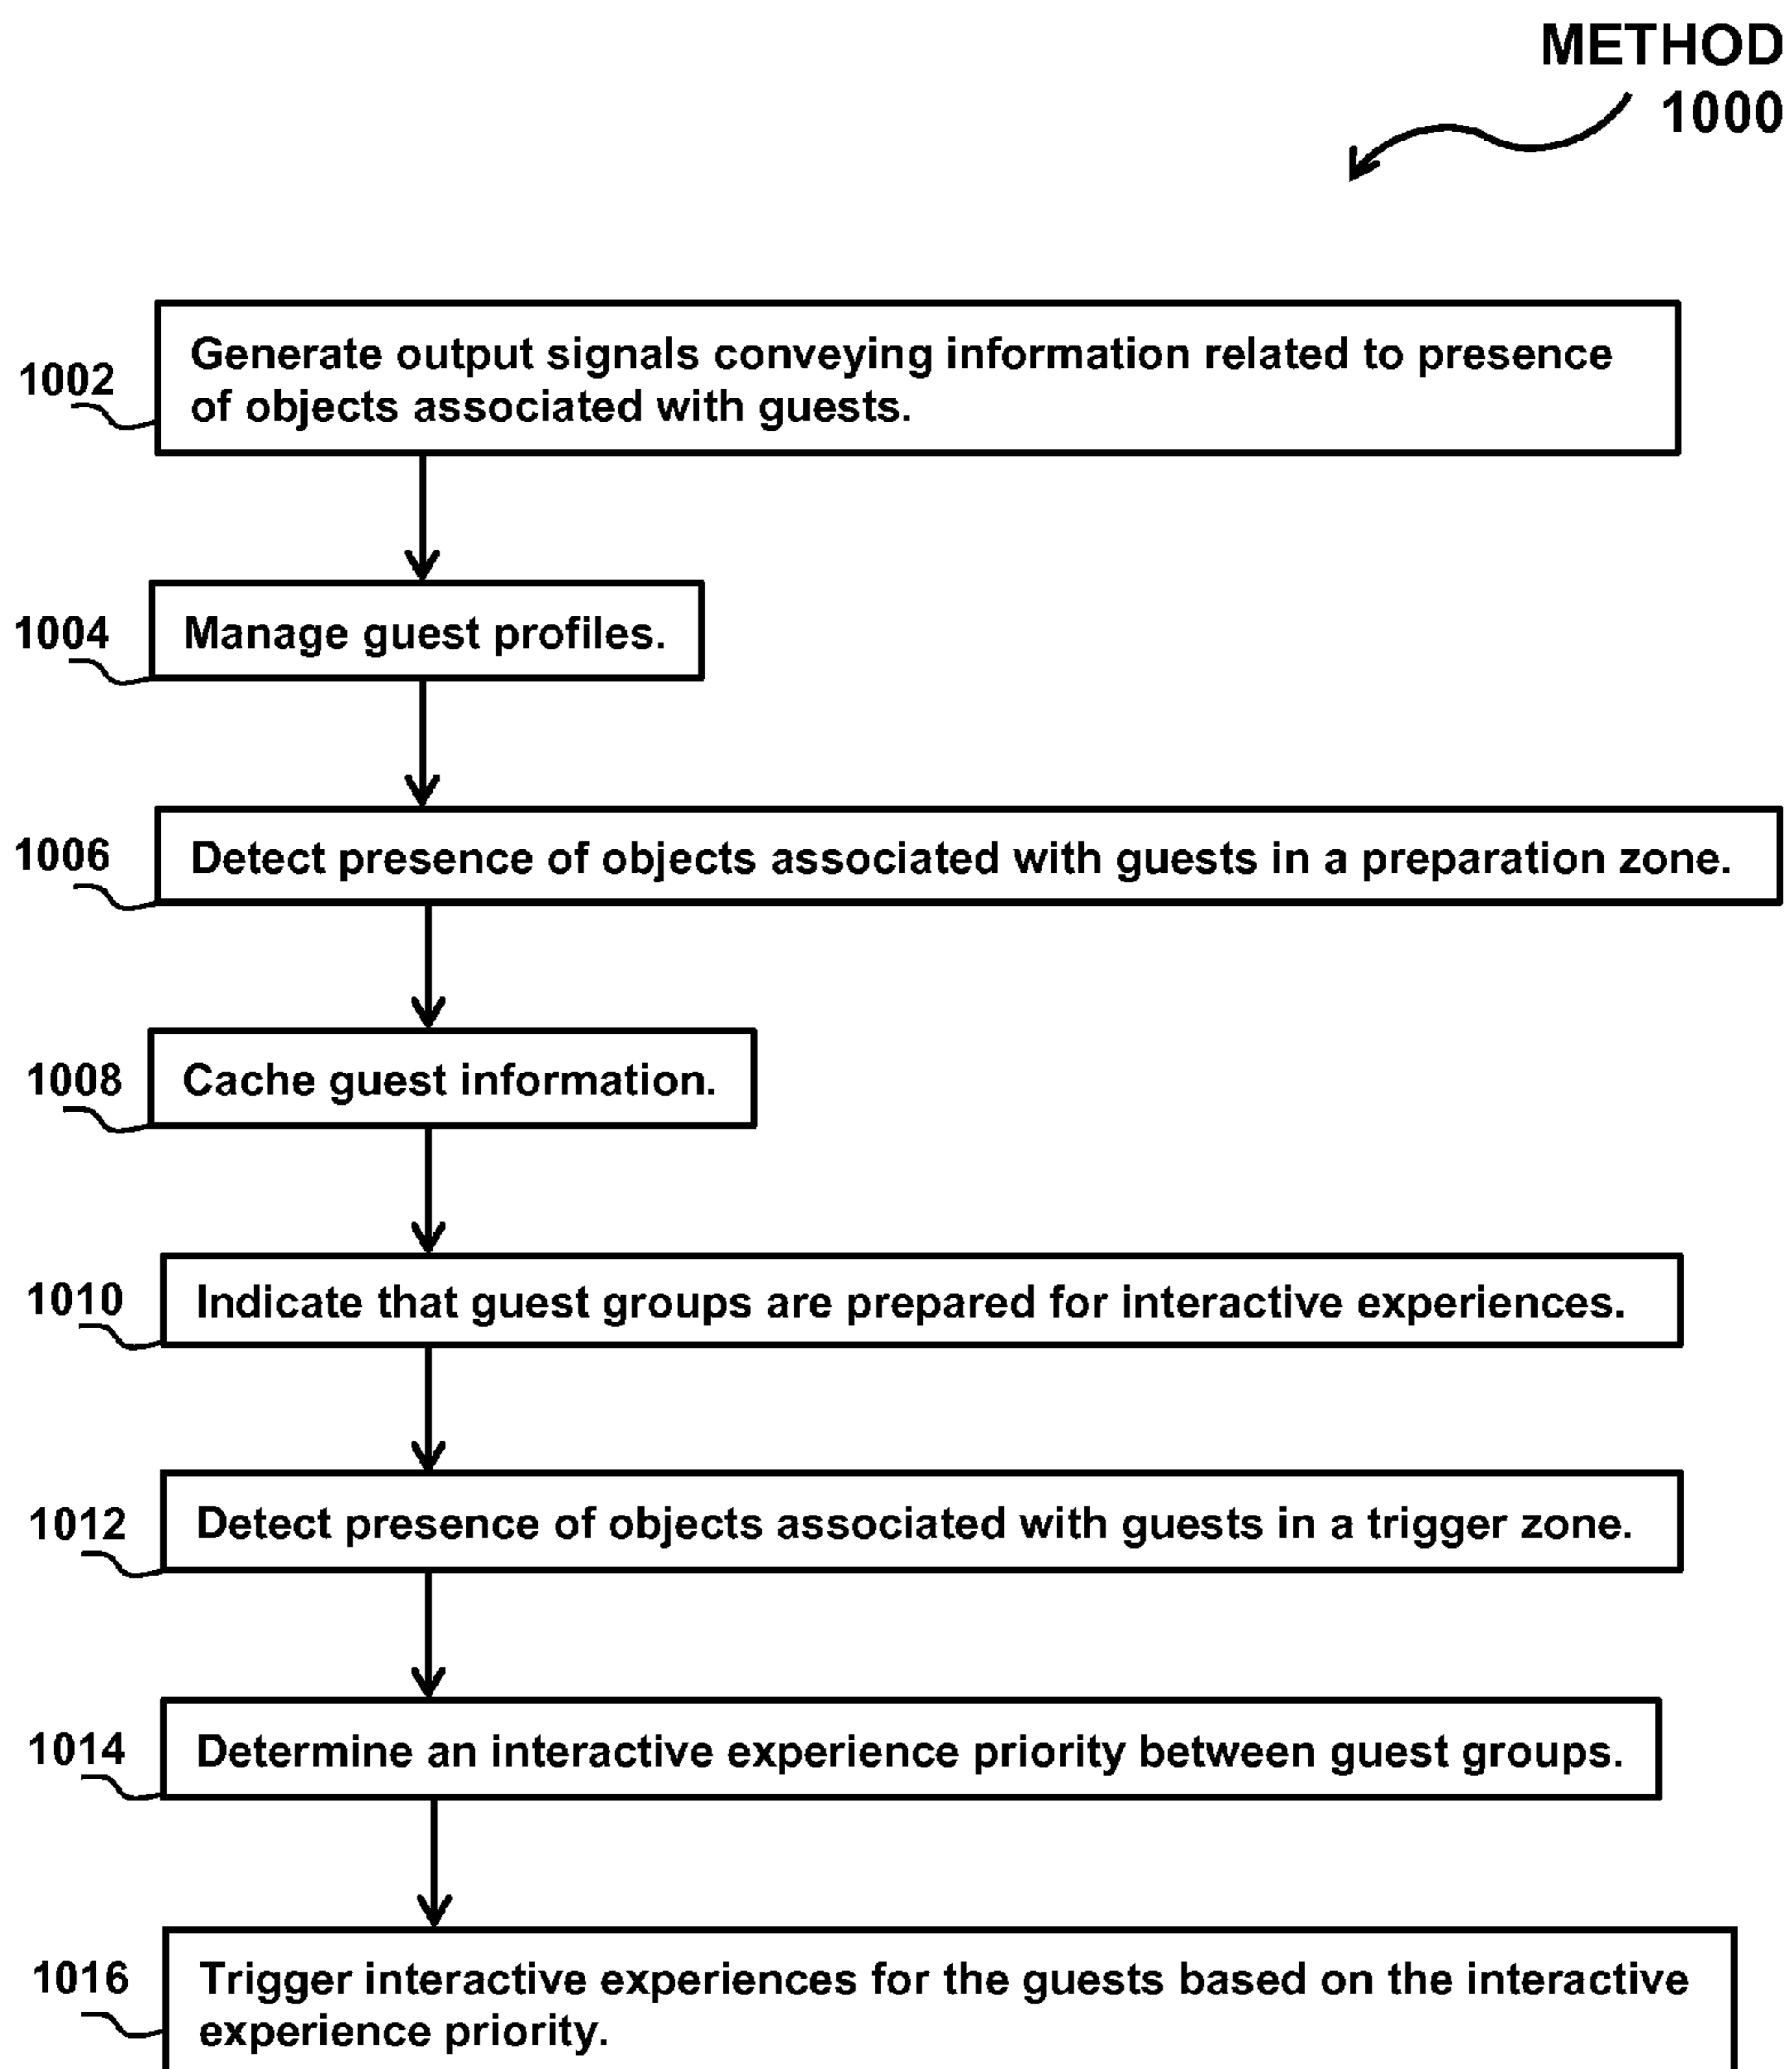 METHOD
1000
1002
Generate output signals conveying information related to presence
of objects associated with guests.
1004
Manage guest profiles.
1006
Detect presence of objects associated with guests in a preparation zone.
1008
Cache guest information.
1010
Indicate that guest groups are prepared for interactive experiences.
1012
Detect presence of objects associated with guests in a trigger zone.
1014
Determine an interactive experience priority between guest groups.
1016
Trigger interactive experiences for the guests based on the interactive
experience priority.